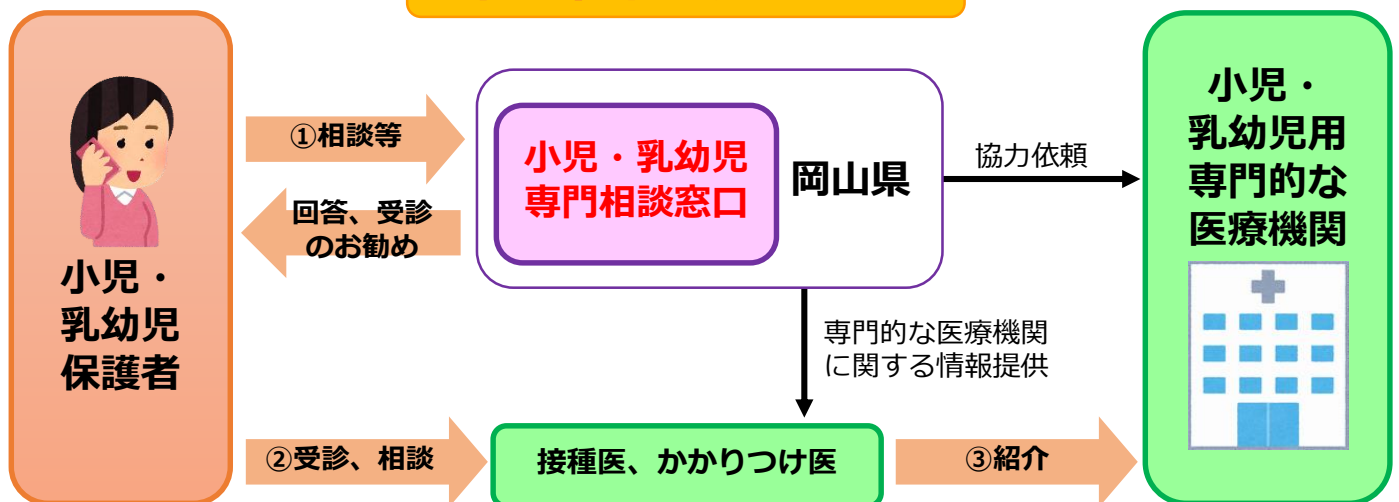 小児・
乳幼児
保護者
①相談等
回答、受診
のお勧め
小児・乳幼児
専門相談窓口
岡山県
協力依頼
専門的な医療機関
に関する情報提供
②受診、相談
接種医、かかりつけ医
③紹介
小児・
乳幼児用
専門的な
医療機関